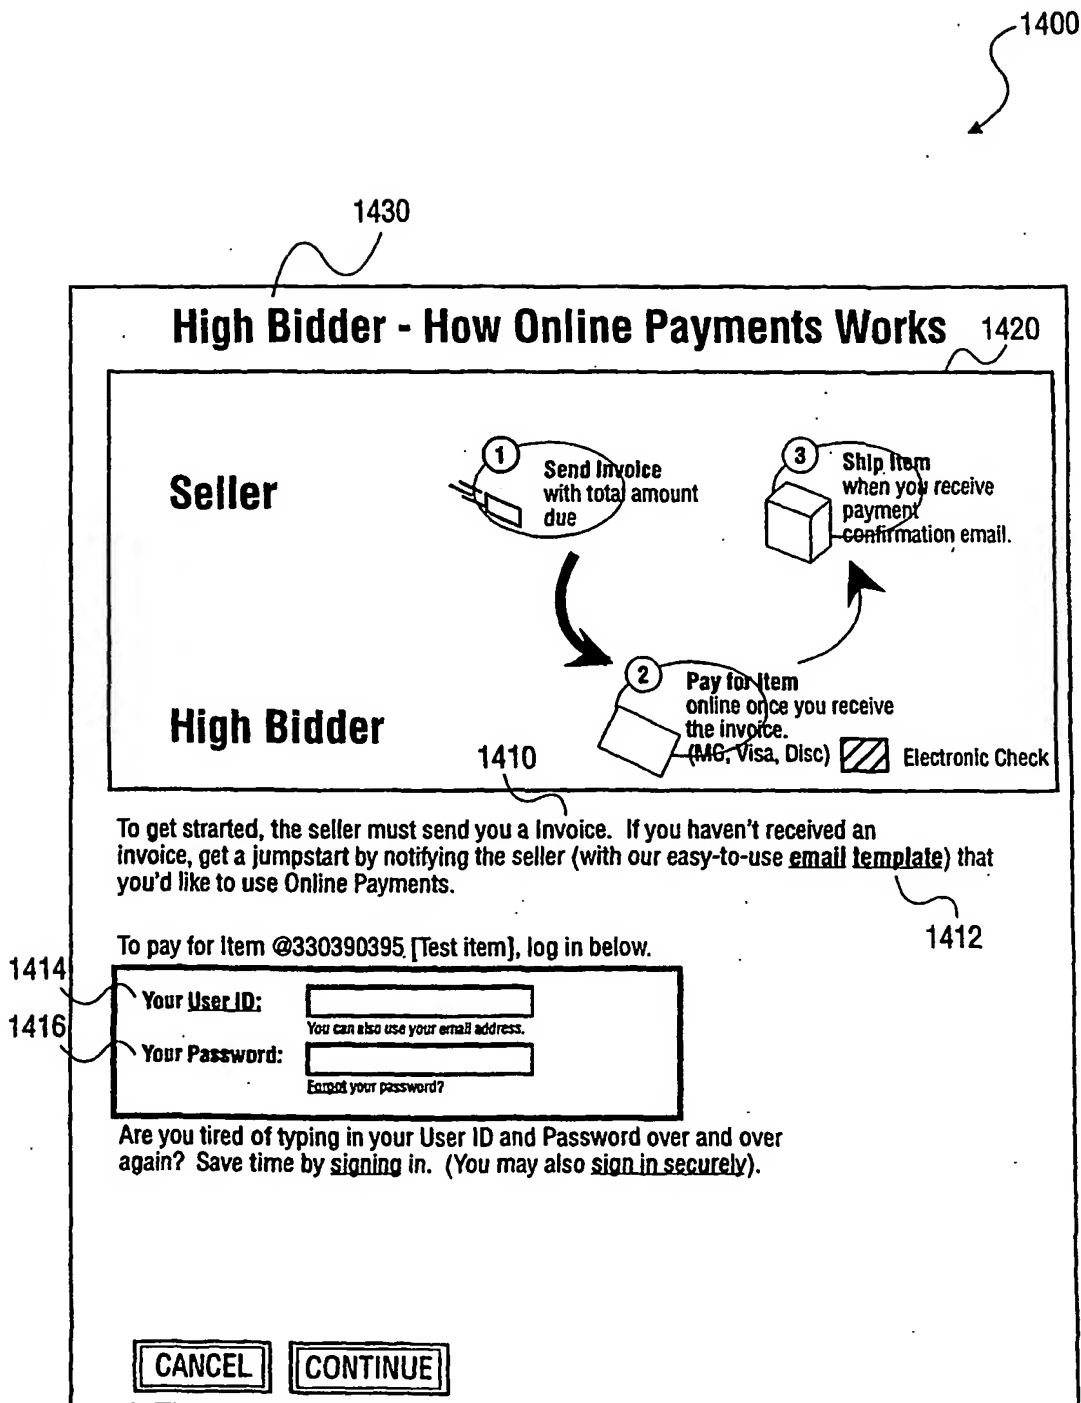 1400
1430
High Bidder - How Online Payments Works
1420
1
Send Invoice
with total amount
due
3
Ship Item
when you receive
payment
confirmation email.
Seller
2
Pay for Item
online once you receive
the invoice.
(MC, Visa, Disc)
Electronic Check
High Bidder
1410
To get strarted, the seller must send you a Invoice. If you haven't received an
invoice, get a jumpstart by notifying the seller (with our easy-to-use email template) that
you'd like to use Online Payments.
1412
To pay for Item @330390395 [Test item], log in below.
1414
Your User ID:
You can also use your email address.
1416
Your Password:
Forgot your password?
Are you tired of typing in your User ID and Password over and over
again? Save time by signing in. (You may also sign in securely).
CANCEL
CONTINUE